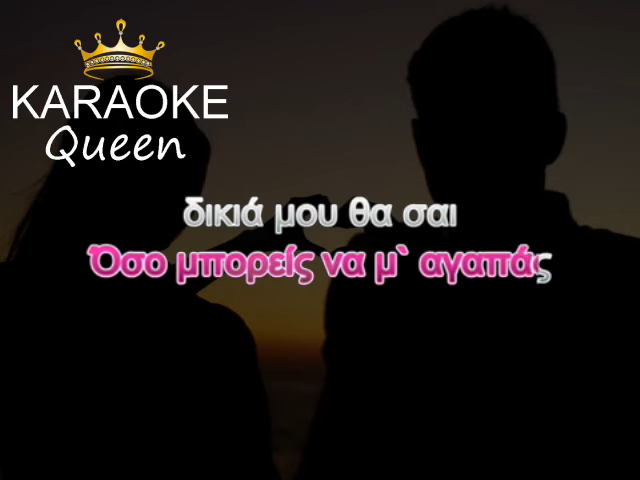 KARAOKE
Queen
δικιά μου θα σαι
Όσο μπορείς να μ` αγαπάς